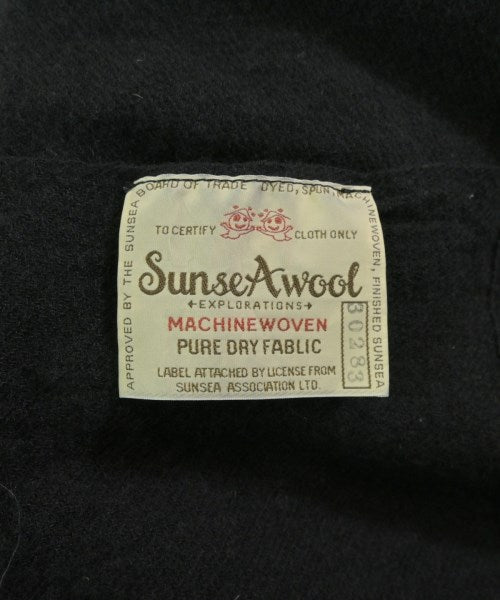 APPROVED BY THE SUNSEA BOARD OF TRADE DYED, SPUN, MACHINEWOVEN, FINISHED SUNSEA
TO CERTIFY CLOTH ONLY
SunseAwool
EXPLORATIONS
MACHINEWOVEN
PURE DRY FABLIC
LABEL ATTACHED BY LICENSE FROM
SUNSEA ASSOCIATION LTD.
30283